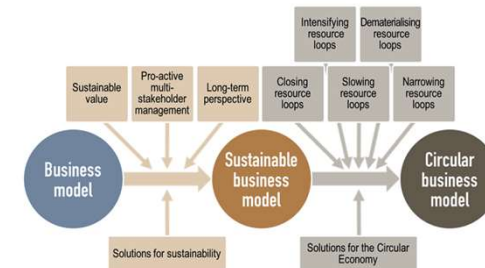 Intensifying
resource
loops
Dematerialising
resource
loops
Sustainable
value
Pro-active
multi-
stakeholder
management
Long-term
perspective
Closing
resource
loops
Slowing
resource
loops
Narrowing
resource
loops
Business
model
Sustainable
business
model
Circular
business
model
Solutions for sustainability
Solutions for the Circular
Economy